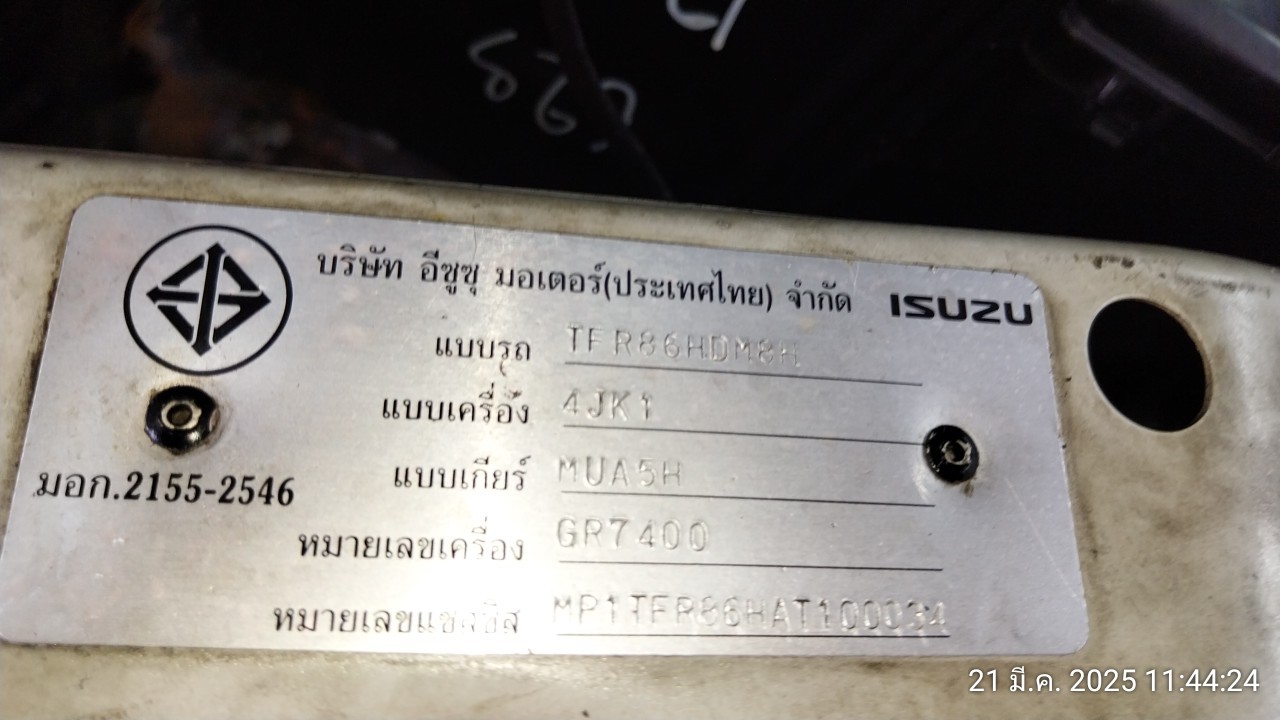 บริษัท อีซูซุ มอเตอร์(ประเทศไทย) จำกัด ISUZU
แบบรถ TFR86HDM8H
แบบเครื่อง 4JK1
แบบเกียร์ MUA5H
มอก.2155-2546
หมายเลขเครื่อง GR7400
หมายเลขแชสซีส MP1TFR86HAT100034
21 มี.ค. 2025 11:44:24